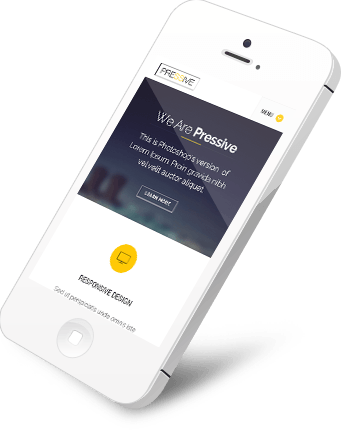 PRESSIVE
MENU
We Are Pressive
This is Photoshop's version of
Lorem Ipsum. Proin gravida nibh
vel velit auctor aliquet.
LEARN MORE
RESPONSIVE DESIGN
Sed ut perspiciatis unde omnis iste